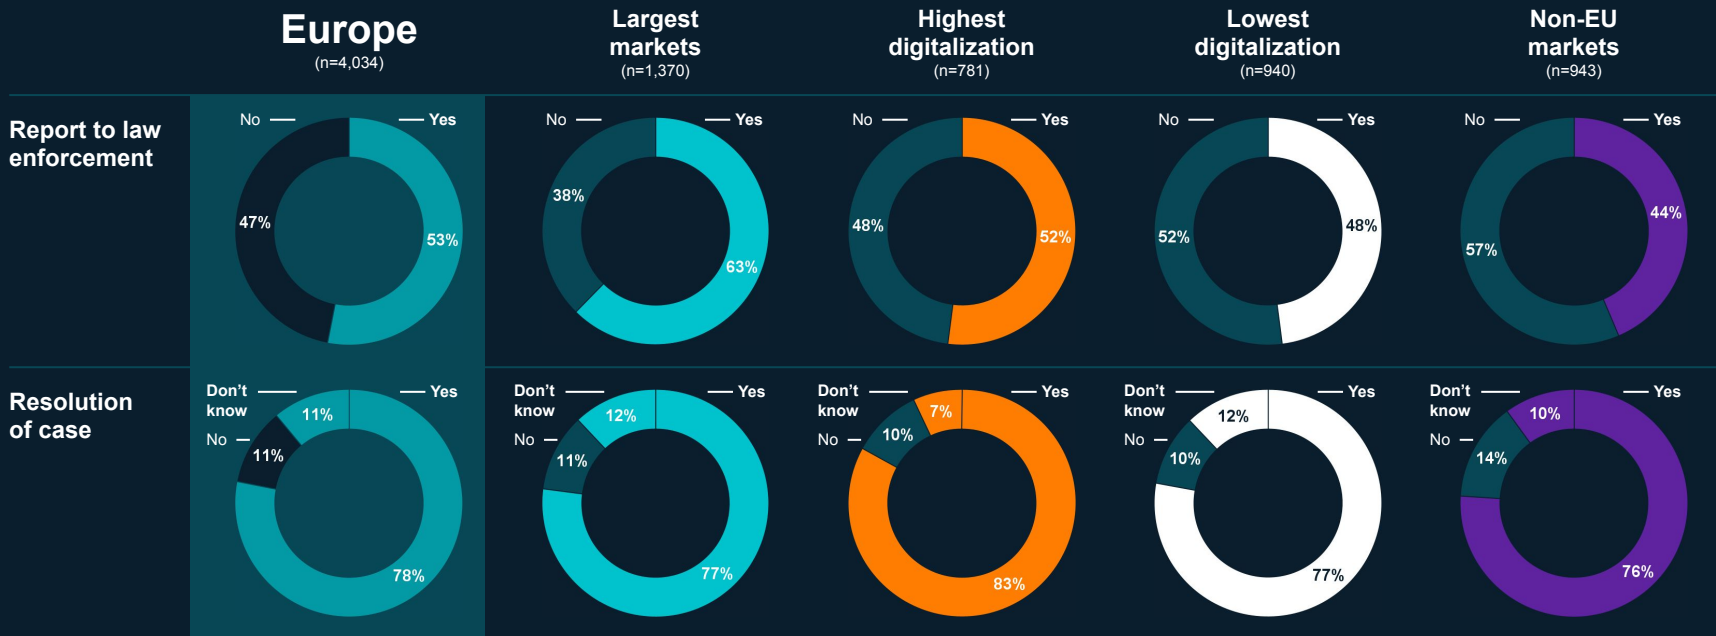 Europe
(n=4,034)
Largest
markets
(n=1,370)
Highest
digitalization
(n=781)
Lowest
digitalization
(n=940)
Non-EU
markets
(n=943)
Report to law
enforcement
No
Yes
47%
53%
No
Yes
38%
63%
No
Yes
48%
52%
No
Yes
52%
48%
No
Yes
57%
44%
Resolution
of case
Don't
know
No
Yes
11%
11%
78%
Don't
know
No
Yes
12%
11%
77%
Don't
know
No
Yes
7%
10%
83%
Don't
know
No
Yes
12%
10%
77%
Don't
know
No
Yes
10%
14%
76%